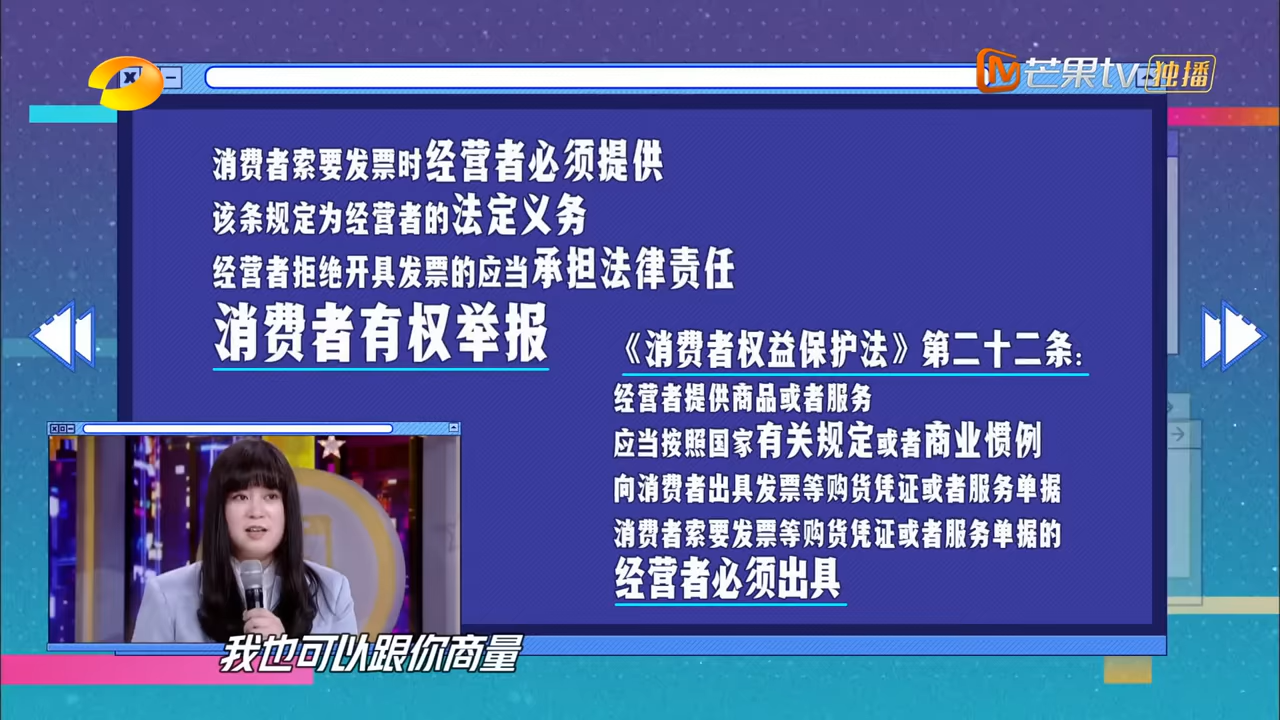 芒果tv独播
消费者索要发票时经营者必须提供
该条规定为经营者的法定义务
经营者拒绝开具发票的应当承担法律责任
消费者有权举报
《消费者权益保护法》第二十二条：
经营者提供商品或者服务
应当按照国家有关规定或者商业惯例
向消费者出具发票等购货凭证或者服务单据
消费者索要发票等购货凭证或者服务单据的
经营者必须出具
我也可以跟你商量